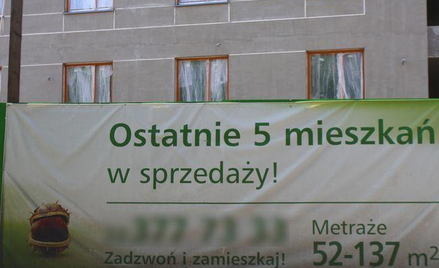 Ostatnie 5 mieszkań
w sprzedaży!
Metraże
Zadzwoń i zamieszkaj!
52-137 m2